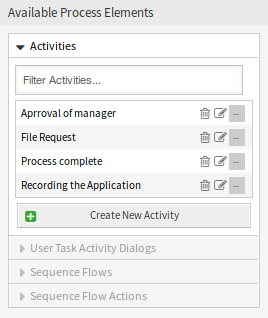 Available Process Elements
Activities
Filter Activities...
Aprroval of manager
File Request
Process complete
Recording the Application
Create New Activity
User Task Activity Dialogs
Sequence Flows
Sequence Flow Actions